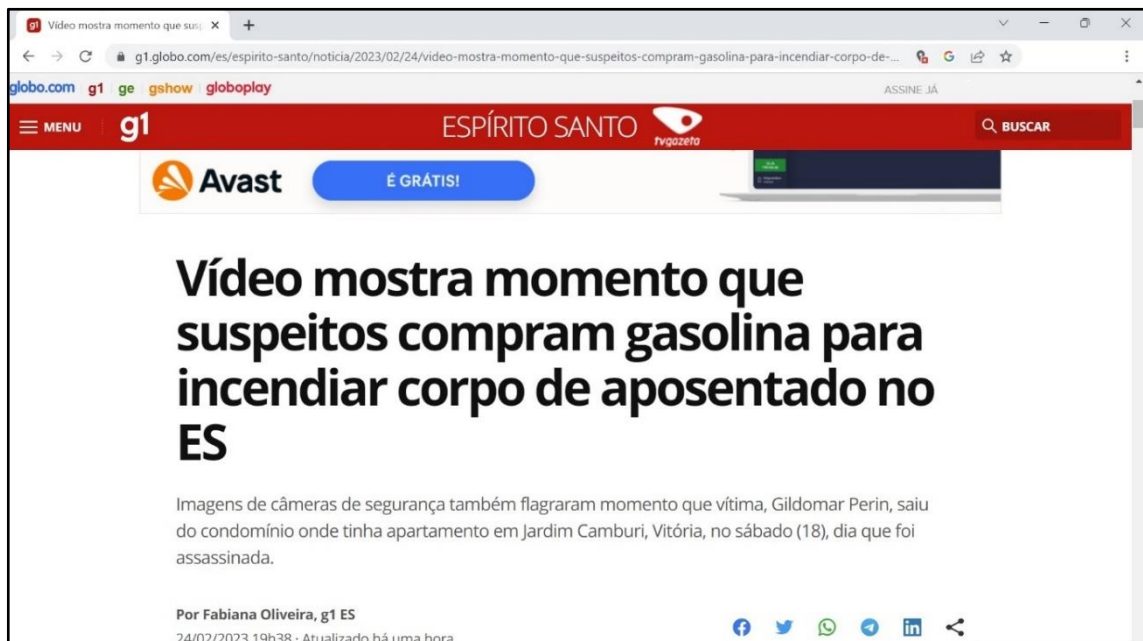 g1 Vídeo mostra momento que sus
g1.globo.com/es/espirito-santo/noticia/2023/02/24/video-mostra-momento-que-suspeitos-compram-gasolina-para-incendiar-corpo-de-...
globo.com g1 ge gshow globoplay ASSINE JÁ
MENU g1 ESPÍRITO SANTO tvgazeta BUSCAR
Avast É GRÁTIS!
Vídeo mostra momento que
suspeitos compram gasolina para
incendiar corpo de aposentado no
ES
Imagens de câmeras de segurança também flagraram momento que vítima, Gildomar Perin, saiu
do condomínio onde tinha apartamento em Jardim Camburi, Vitória, no sábado (18), dia que foi
assassinada.
Por Fabiana Oliveira, g1 ES
24/02/2023 19h38 · Atualizado há uma hora